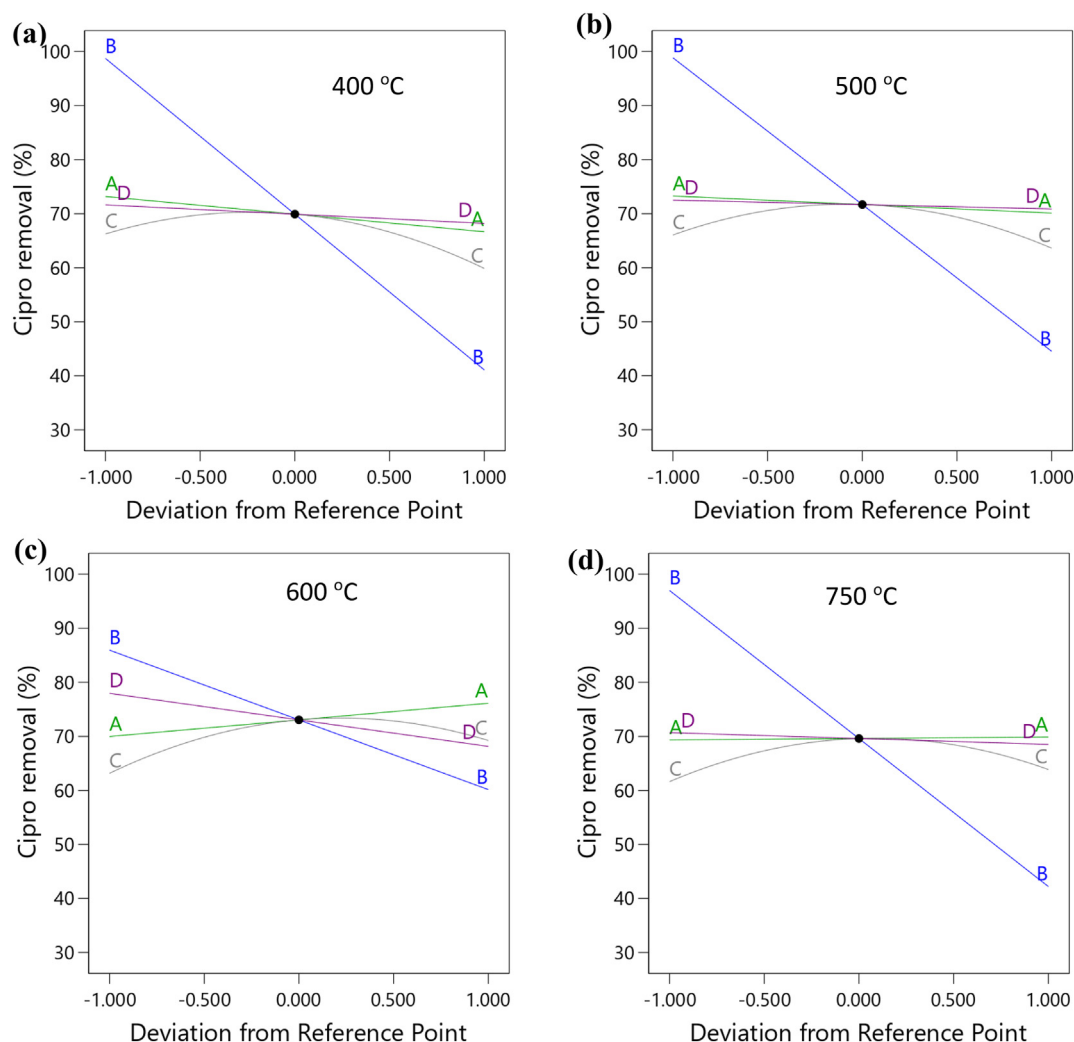 (a)
400 °C
100
90
80
70
60
50
40
30
B
A
D
C
D
A
C
B
Cipro removal (%)
-1.000 -0.500 0.000 0.500 1.000
Deviation from Reference Point
(b)
500 °C
100
90
80
70
60
50
40
30
B
A
D
C
D
A
C
B
Cipro removal (%)
-1.000 -0.500 0.000 0.500 1.000
Deviation from Reference Point
(c)
600 °C
100
90
80
70
60
50
40
30
B
D
A
C
A
C
D
B
Cipro removal (%)
-1.000 -0.500 0.000 0.500 1.000
Deviation from Reference Point
(d)
750 °C
100
90
80
70
60
50
40
30
B
D
A
C
A
D
C
B
Cipro removal (%)
-1.000 -0.500 0.000 0.500 1.000
Deviation from Reference Point